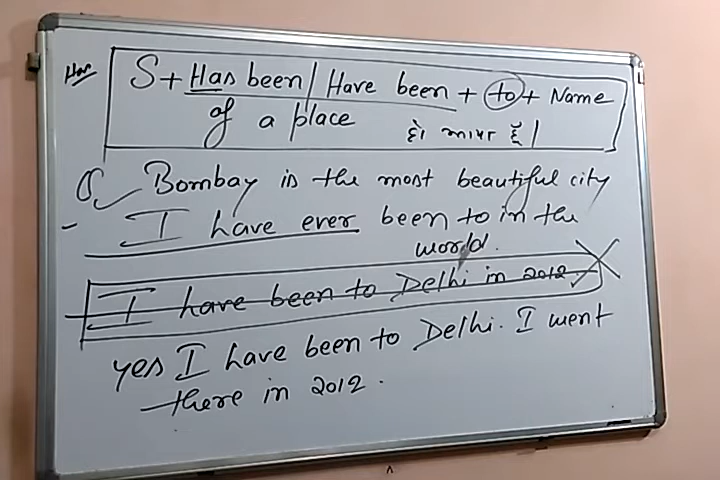 S + Has been / Have been + to + Name
of a place हो आया हूँ।
Q Bombay is the most beautiful city
I have ever been to in the
world.
I have been to Delhi in 2012
yes I have been to Delhi. I went
there in 2012.